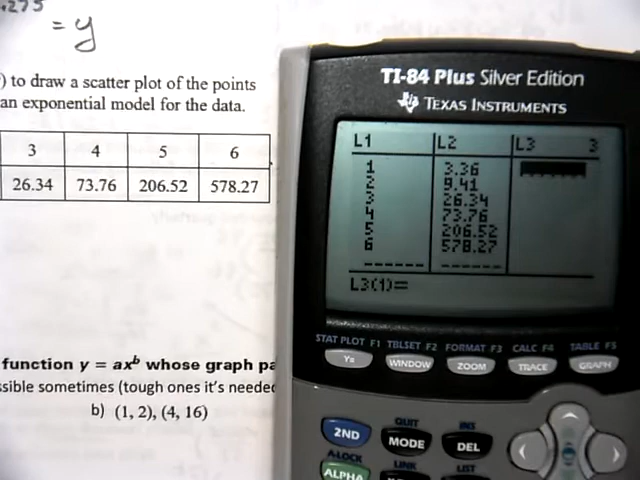 .275
= y
) to draw a scatter plot of the points
an exponential model for the data.
3 4 5 6
26.34 73.76 206.52 578.27
function y = ax^b whose graph pa
sible sometimes (tough ones it's needed
b) (1, 2), (4, 16)
TI-84 Plus Silver Edition
TEXAS INSTRUMENTS
L1 L2 L3 3
1 3.36
2 9.41
3 26.34
4 73.76
5 206.52
6 578.27
------ ------
L3(1)=
STAT PLOT F1 TBLSET F2 FORMAT F3 CALC F4 TABLE F5
Y= WINDOW ZOOM TRACE GRAPH
QUIT INS
2ND MODE DEL
A-LOCK LINK LIST
ALPHA